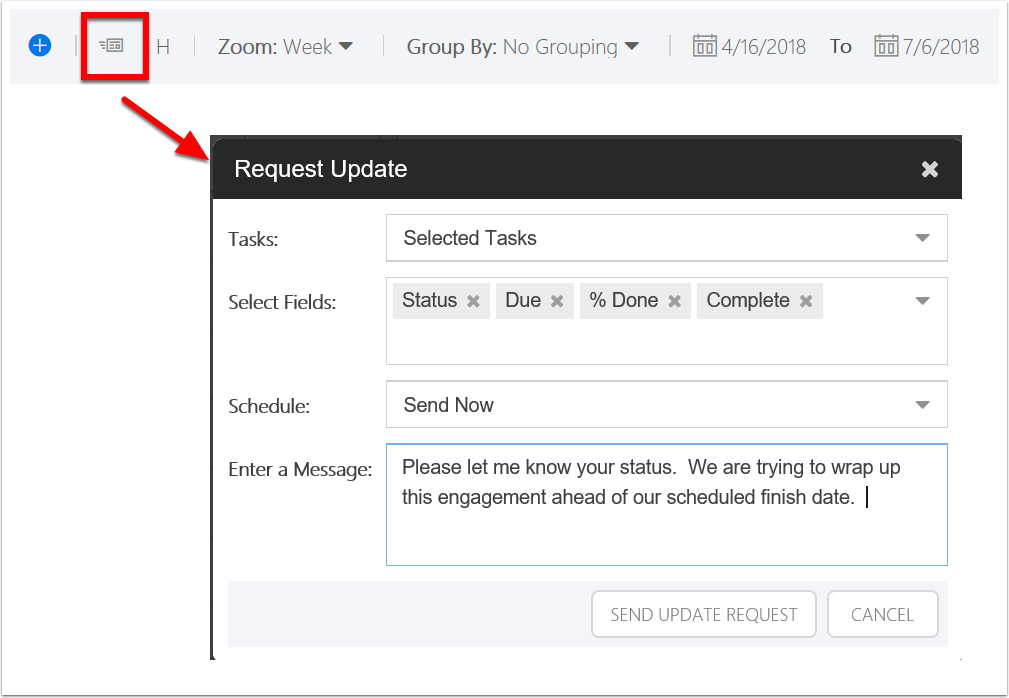 H Zoom: Week Group By: No Grouping 4/16/2018 To 7/6/2018
Request Update
Tasks: Selected Tasks
Select Fields: Status Due % Done Complete
Schedule: Send Now
Enter a Message: Please let me know your status.  We are trying to wrap up
this engagement ahead of our scheduled finish date.
SEND UPDATE REQUEST CANCEL